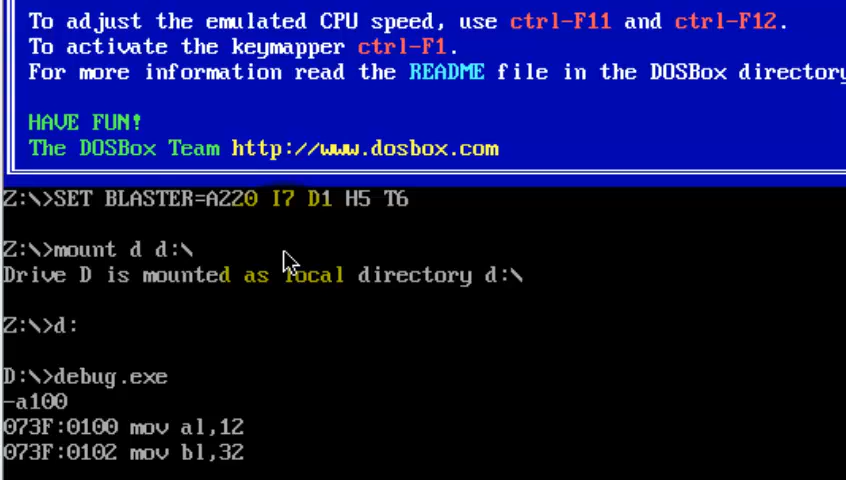 To adjust the emulated CPU speed, use ctrl-F11 and ctrl-F12.
To activate the keymapper ctrl-F1.
For more information read the README file in the DOSBox directory
HAVE FUN!
The DOSBox Team http://www.dosbox.com
Z:\>SET BLASTER=A220 I7 D1 H5 T6
Z:\>mount d d:\
Drive D is mounted as local directory d:\
Z:\>d:
D:\>debug.exe
-a100
073F:0100 mov al,12
073F:0102 mov bl,32